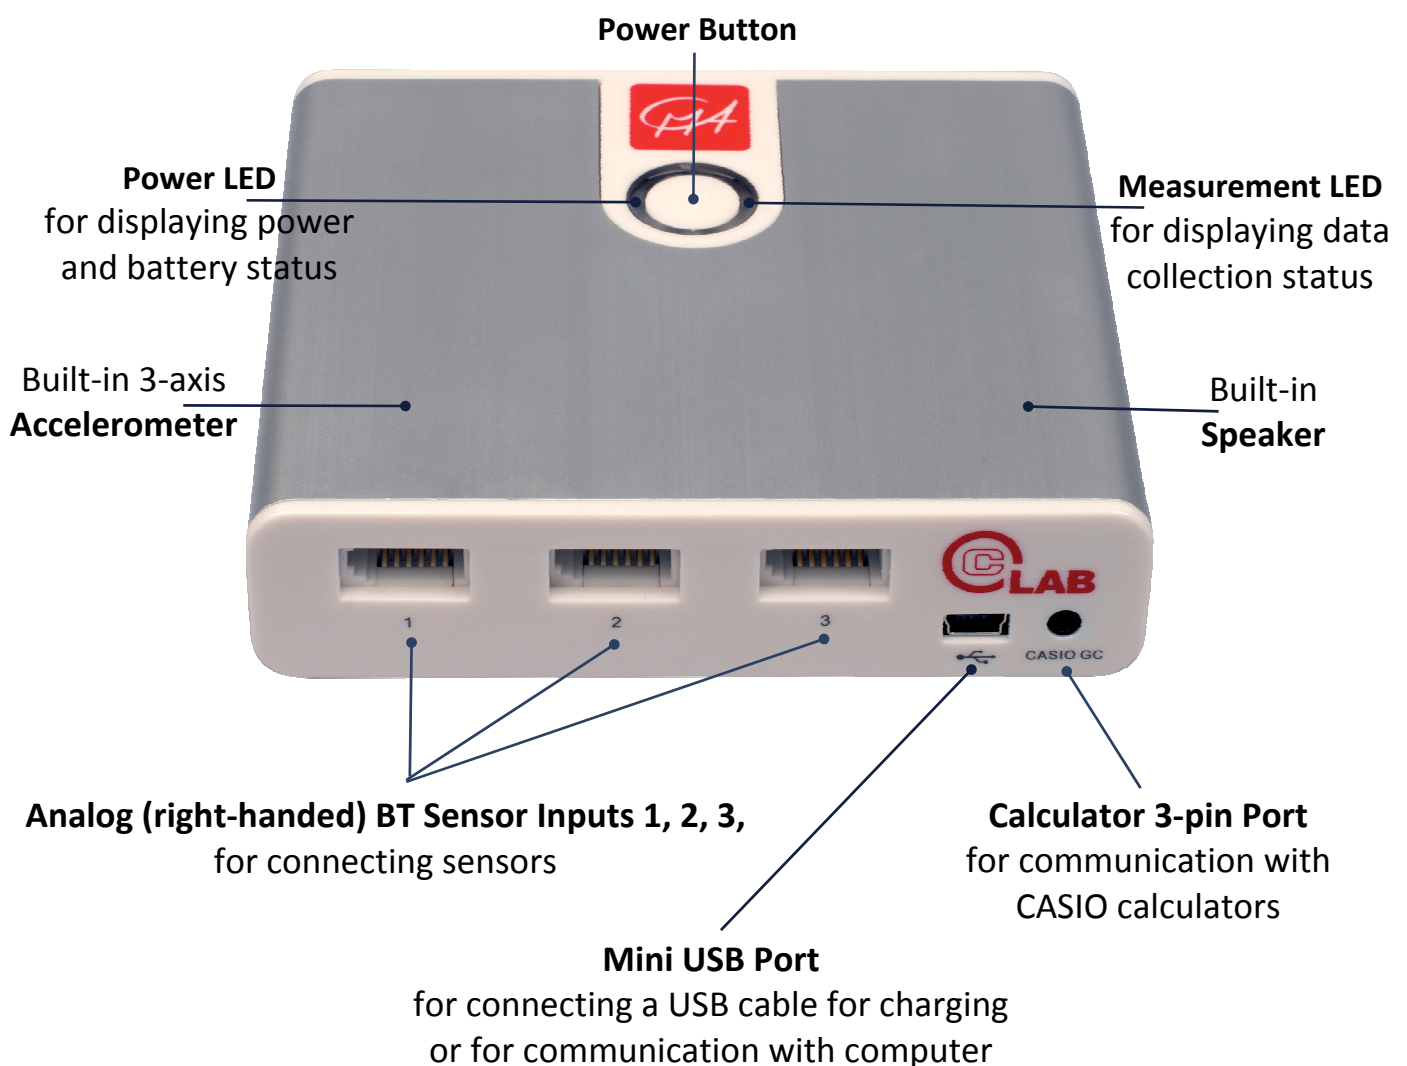 Power Button
CMA
Power LED
for displaying power
and battery status
Measurement LED
for displaying data
collection status
Built-in 3-axis
Accelerometer
Built-in
Speaker
C
LAB
1
2
3
CASIO GC
Analog (right-handed) BT Sensor Inputs 1, 2, 3,
for connecting sensors
Calculator 3-pin Port
for communication with
CASIO calculators
Mini USB Port
for connecting a USB cable for charging
or for communication with computer